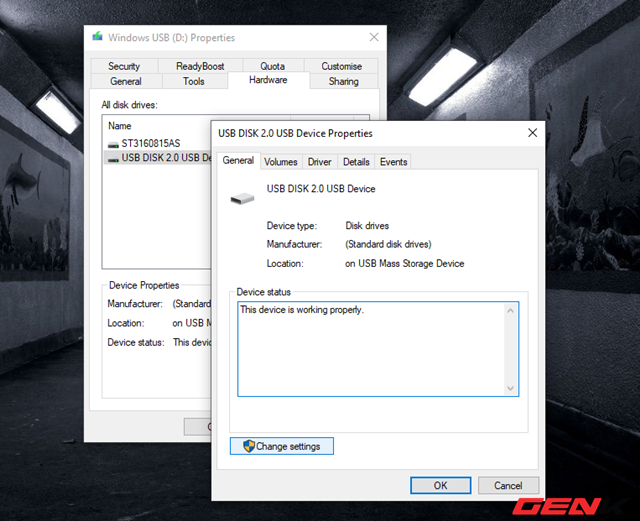 Windows USB (D:) Properties
Security ReadyBoost Quota Customise
General Tools Hardware Sharing
All disk drives:
Name
ST3160815AS
USB DISK 2.0 USB De
Device Properties
Manufacturer: (Standard
Location: on USB M
Device status: This devic
USB DISK 2.0 USB Device Properties
General Volumes Driver Details Events
USB DISK 2.0 USB Device
Device type: Disk drives
Manufacturer: (Standard disk drives)
Location: on USB Mass Storage Device
Device status
This device is working properly.
Change settings
OK Cancel
GENK